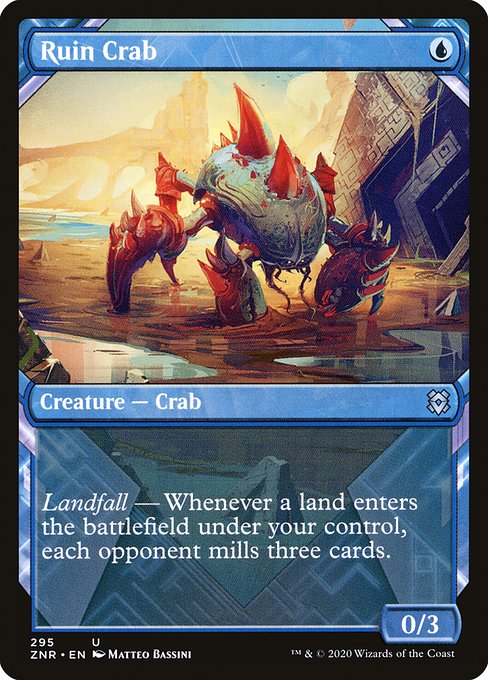 Ruin Crab
Creature — Crab
Landfall — Whenever a land enters
the battlefield under your control,
each opponent mills three cards.
0/3
295 U
ZNR • EN Matteo Bassini
™ & © 2020 Wizards of the Coast